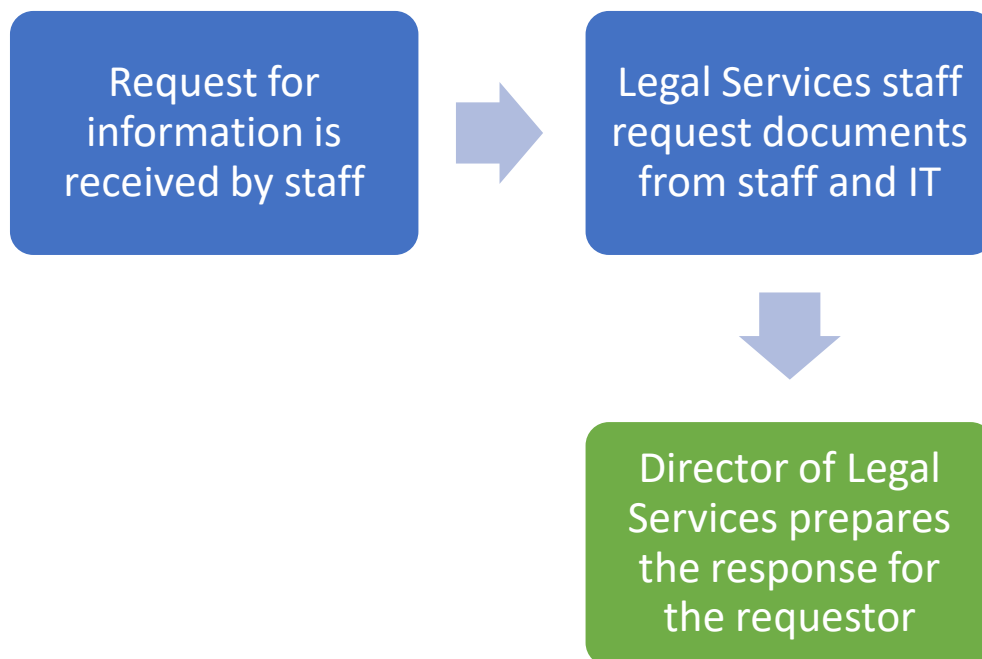 Request for
information is
received by staff
Legal Services staff
request documents
from staff and IT
Director of Legal
Services prepares
the response for
the requestor